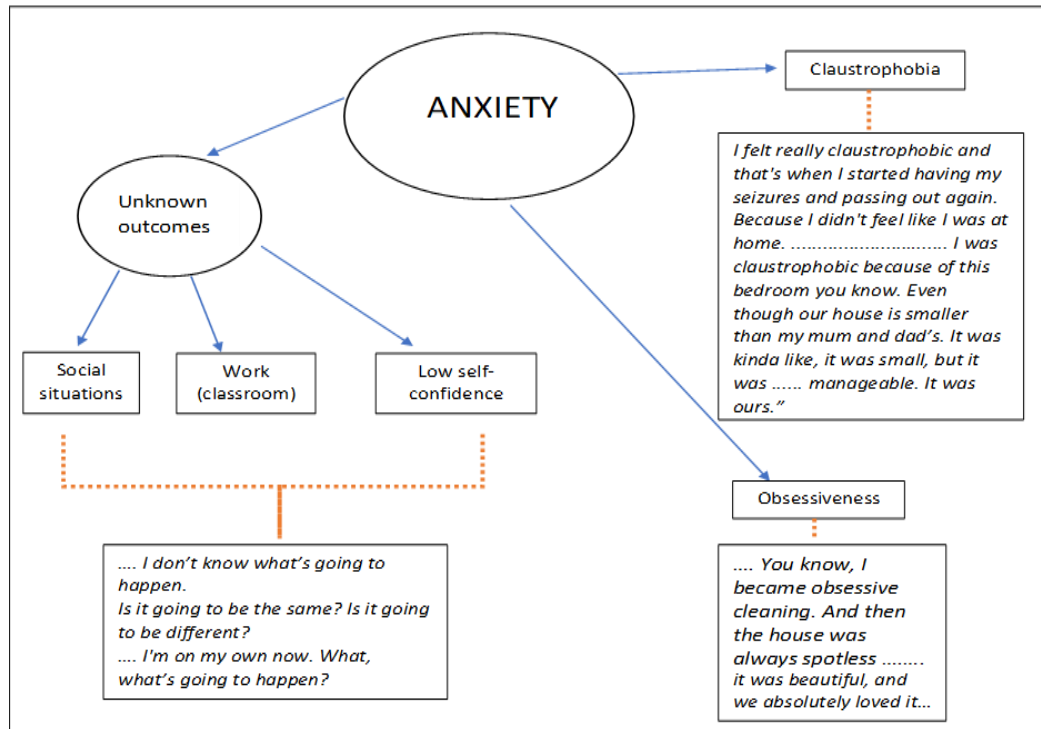 ANXIETY
Claustrophobia
I felt really claustrophobic and
that's when I started having my
seizures and passing out again.
Because I didn't feel like I was at
home. ............................. I was
claustrophobic because of this
bedroom you know. Even
though our house is smaller
than my mum and dad’s. It was
kinda like, it was small, but it
was ...... manageable. It was
ours.”
Unknown
outcomes
Social
situations
Work
(classroom)
Low self-
confidence
.... I don’t know what’s going to
happen.
Is it going to be the same? Is it going
to be different?
.... I'm on my own now. What,
what’s going to happen?
Obsessiveness
.... You know, I
became obsessive
cleaning. And then
the house was
always spotless ........
it was beautiful, and
we absolutely loved it...